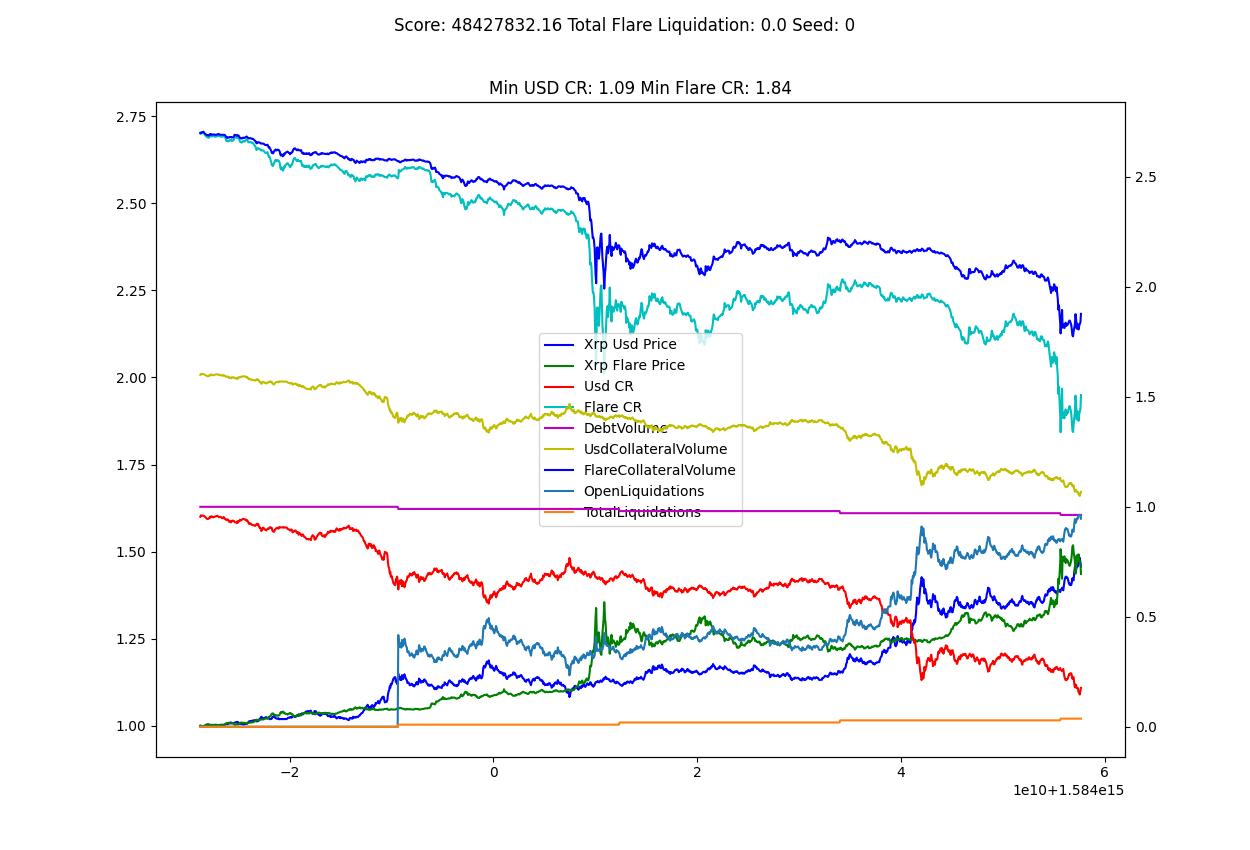 Score: 48427832.16 Total Flare Liquidation: 0.0 Seed: 0
Min USD CR: 1.09 Min Flare CR: 1.84
2.75
2.50
2.25
2.00
1.75
1.50
1.25
1.00
2.5
2.0
1.5
1.0
0.5
0.0
Xrp Usd Price
Xrp Flare Price
Usd CR
Flare CR
DebtVolume
UsdCollateralVolume
FlareCollateralVolume
OpenLiquidations
TotalLiquidations
−2 0 2 4 6
1e10+1.584e15